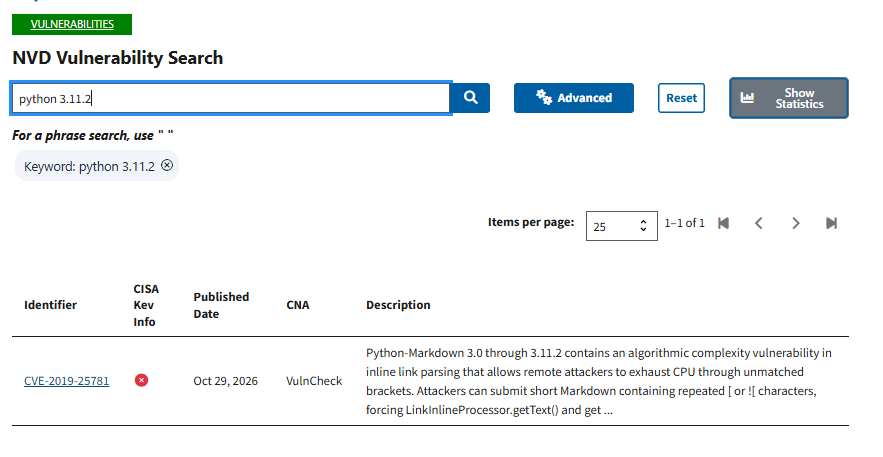 VULNERABILITIES
NVD Vulnerability Search
python 3.11.2
Advanced
Reset
Show
Statistics
For a phrase search, use " "
Keyword: python 3.11.2
Items per page:
25
1–1 of 1
Identifier
CISA
Kev
Info
Published
Date
CNA
Description
CVE-2019-25781
Oct 29, 2026
VulnCheck
Python-Markdown 3.0 through 3.11.2 contains an algorithmic complexity vulnerability in
inline link parsing that allows remote attackers to exhaust CPU through unmatched
brackets. Attackers can submit short Markdown containing repeated [ or ![ characters,
forcing LinkInlineProcessor.getText() and get ...